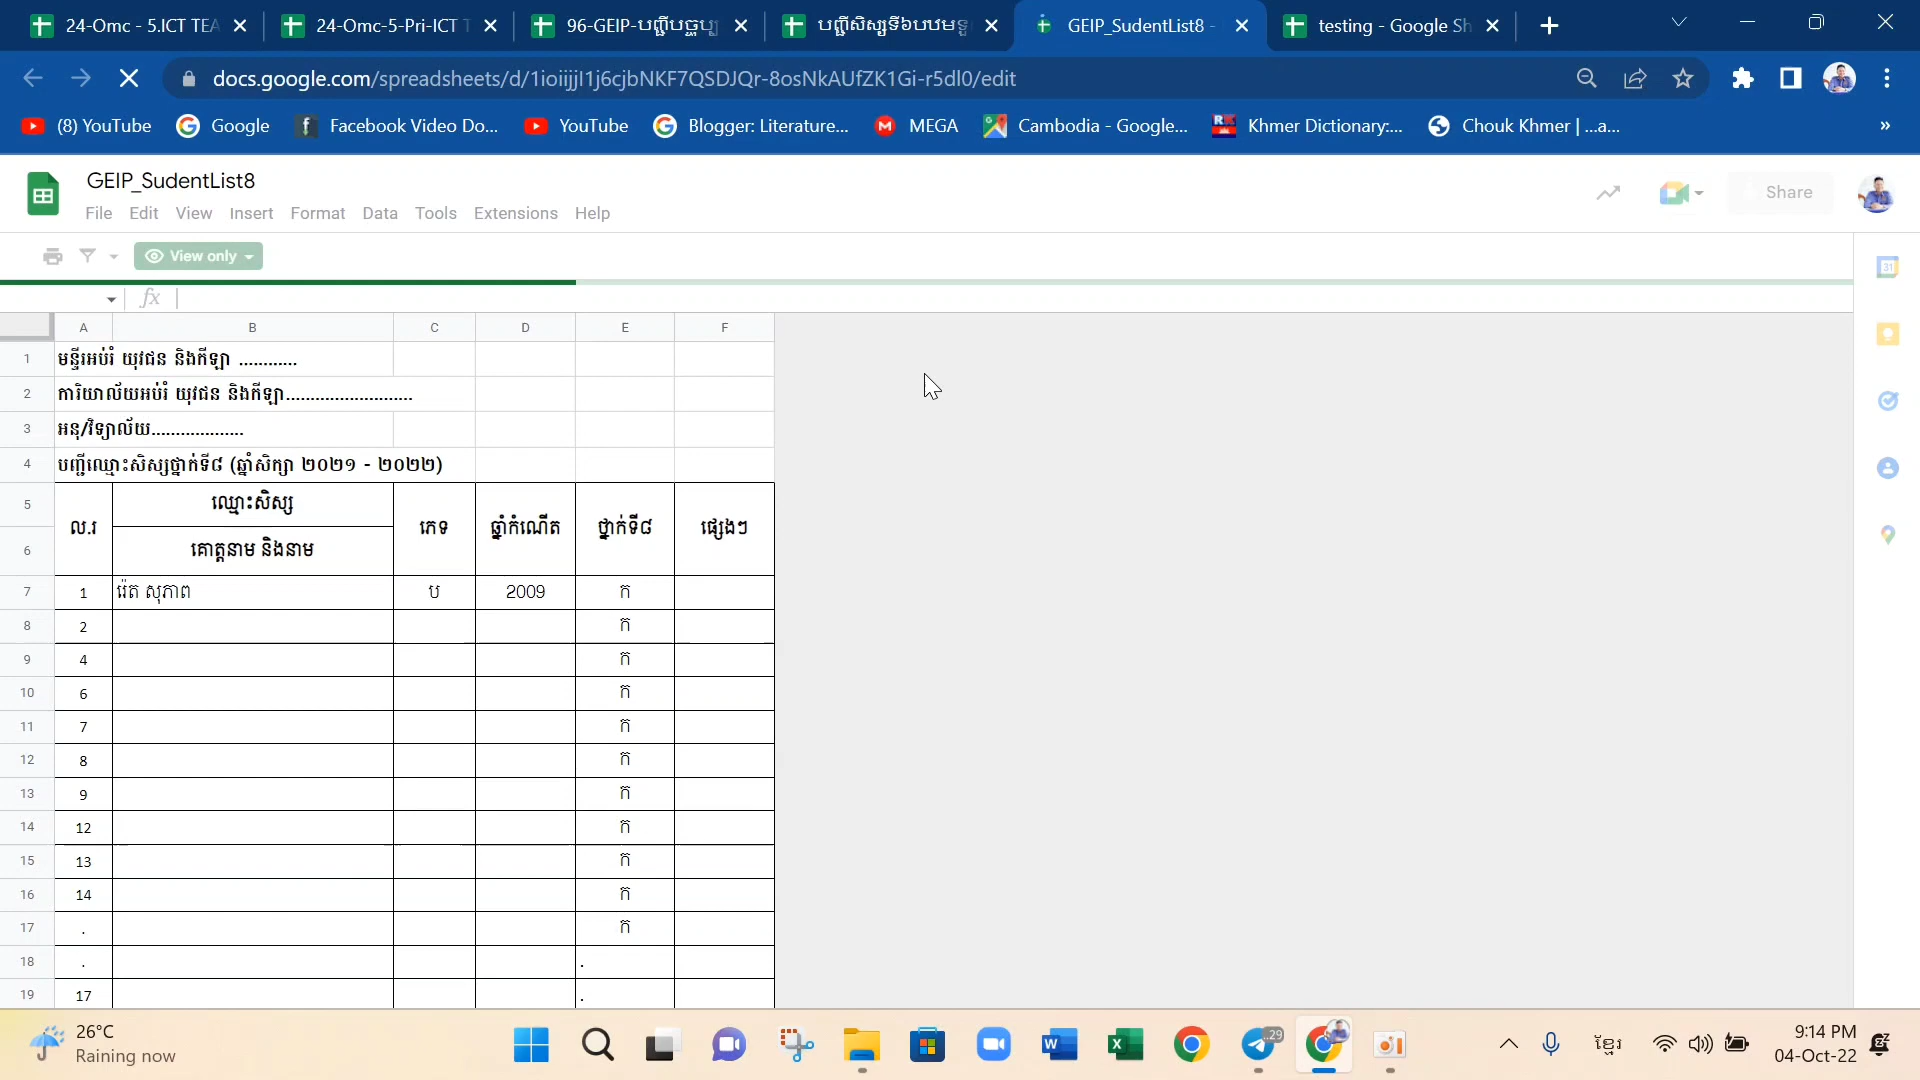 24-Omc - 5.ICT TEA
24-Omc-5-Pri-ICT T
96-GEIP-បញ្ជីបច្ចុប្ប
បញ្ជីសិស្សទី៦បឋមទួ
GEIP_SudentList8 -
testing - Google Sh
docs.google.com/spreadsheets/d/1ioiijjI1j6cjbNKF7QSDJQr-8osNkAUfZK1Gi-r5dl0/edit
(8) YouTube
Google
Facebook Video Do...
YouTube
Blogger: Literature...
MEGA
Cambodia - Google...
Khmer Dictionary:...
Chouk Khmer | ...a...
GEIP_SudentList8
File Edit View Insert Format Data Tools Extensions Help
Share
View only
fx
A B C D E F
1 មន្ទីរអប់រំ យុវជន និងកីឡា ............
2 ការិយាល័យអប់រំ យុវជន និងកីឡា..........................
3 អនុ/វិទ្យាល័យ...................
4 បញ្ជីឈ្មោះសិស្សថ្នាក់ទី៨ (ឆ្នាំសិក្សា ២០២១ - ២០២២)
5 ល.រ ឈ្មោះសិស្ស ភេទ ឆ្នាំកំណើត ថ្នាក់ទី៨ ផ្សេងៗ
6 គោត្តនាម និងនាម
7 1 រ៉េត សុភាព ប 2009 ក
8 2 ក
9 4 ក
10 6 ក
11 7 ក
12 8 ក
13 9 ក
14 12 ក
15 13 ក
16 14 ក
17 . ក
18 . .
19 17 .
31
26°C
Raining now
..29
ខ្មែរ
9:14 PM
04-Oct-22